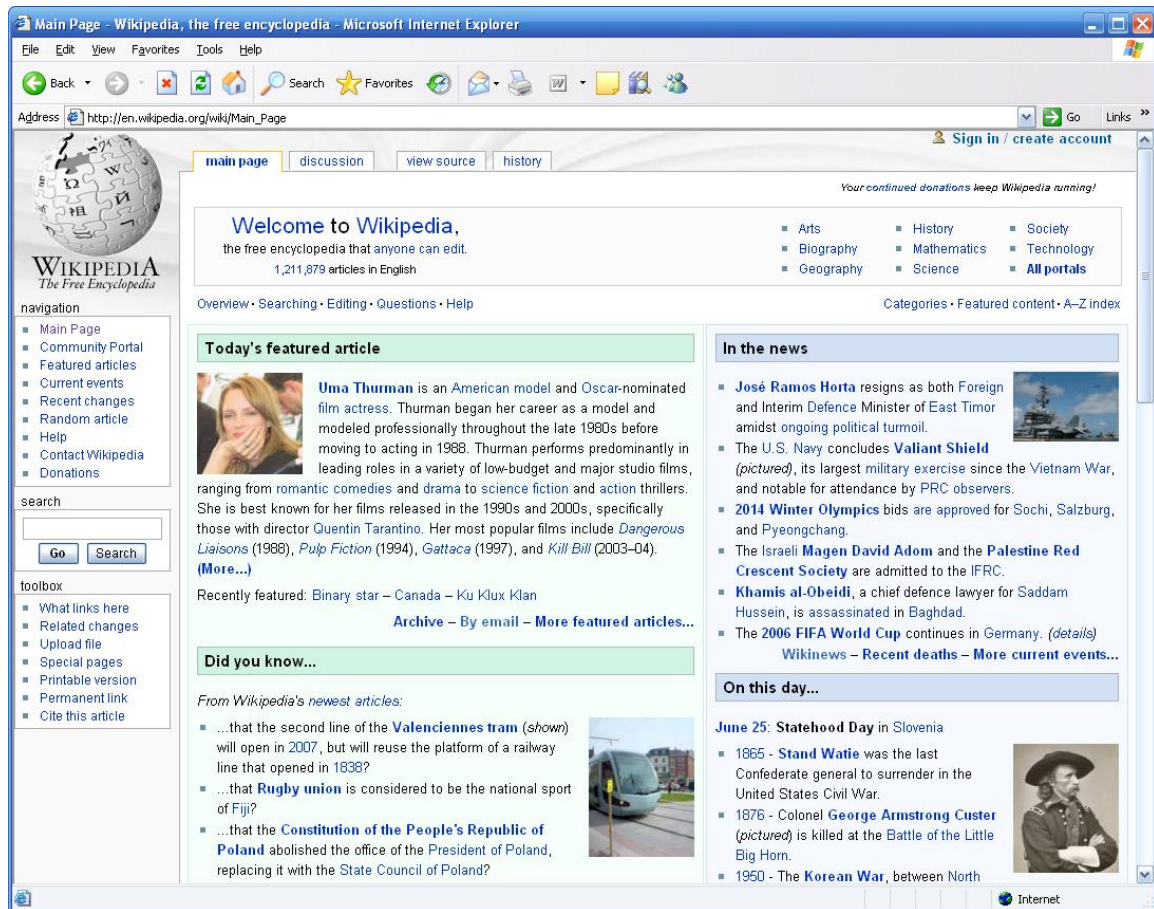 Main Page - Wikipedia, the free encyclopedia - Microsoft Internet Explorer
File Edit View Favorites Tools Help
Back Search Favorites
Address http://en.wikipedia.org/wiki/Main_Page Go Links »
Sign in / create account
main page discussion view source history
Your continued donations keep Wikipedia running!
WIKIPEDIA
The Free Encyclopedia
navigation
Main Page
Community Portal
Featured articles
Current events
Recent changes
Random article
Help
Contact Wikipedia
Donations
search
Go Search
toolbox
What links here
Related changes
Upload file
Special pages
Printable version
Permanent link
Cite this article
Welcome to Wikipedia,
the free encyclopedia that anyone can edit.
1,211,879 articles in English
Arts History Society
Biography Mathematics Technology
Geography Science All portals
Overview · Searching · Editing · Questions · Help
Categories · Featured content · A–Z index
Today's featured article
Uma Thurman is an American model and Oscar-nominated
film actress. Thurman began her career as a model and
modeled professionally throughout the late 1980s before
moving to acting in 1988. Thurman performs predominantly in
leading roles in a variety of low-budget and major studio films,
ranging from romantic comedies and drama to science fiction and action thrillers.
She is best known for her films released in the 1990s and 2000s, specifically
those with director Quentin Tarantino. Her most popular films include Dangerous
Liaisons (1988), Pulp Fiction (1994), Gattaca (1997), and Kill Bill (2003–04).
(More...)
Recently featured: Binary star – Canada – Ku Klux Klan
Archive – By email – More featured articles...
Did you know...
From Wikipedia's newest articles:
...that the second line of the Valenciennes tram (shown)
will open in 2007, but will reuse the platform of a railway
line that opened in 1838?
...that Rugby union is considered to be the national sport
of Fiji?
...that the Constitution of the People's Republic of
Poland abolished the office of the President of Poland,
replacing it with the State Council of Poland?
In the news
José Ramos Horta resigns as both Foreign
and Interim Defence Minister of East Timor
amidst ongoing political turmoil.
The U.S. Navy concludes Valiant Shield
(pictured), its largest military exercise since the Vietnam War,
and notable for attendance by PRC observers.
2014 Winter Olympics bids are approved for Sochi, Salzburg,
and Pyeongchang.
The Israeli Magen David Adom and the Palestine Red
Crescent Society are admitted to the IFRC.
Khamis al-Obeidi, a chief defence lawyer for Saddam
Hussein, is assassinated in Baghdad.
The 2006 FIFA World Cup continues in Germany. (details)
Wikinews – Recent deaths – More current events...
On this day...
June 25: Statehood Day in Slovenia
1865 - Stand Watie was the last
Confederate general to surrender in the
United States Civil War.
1876 - Colonel George Armstrong Custer
(pictured) is killed at the Battle of the Little
Big Horn.
1950 - The Korean War, between North
Internet